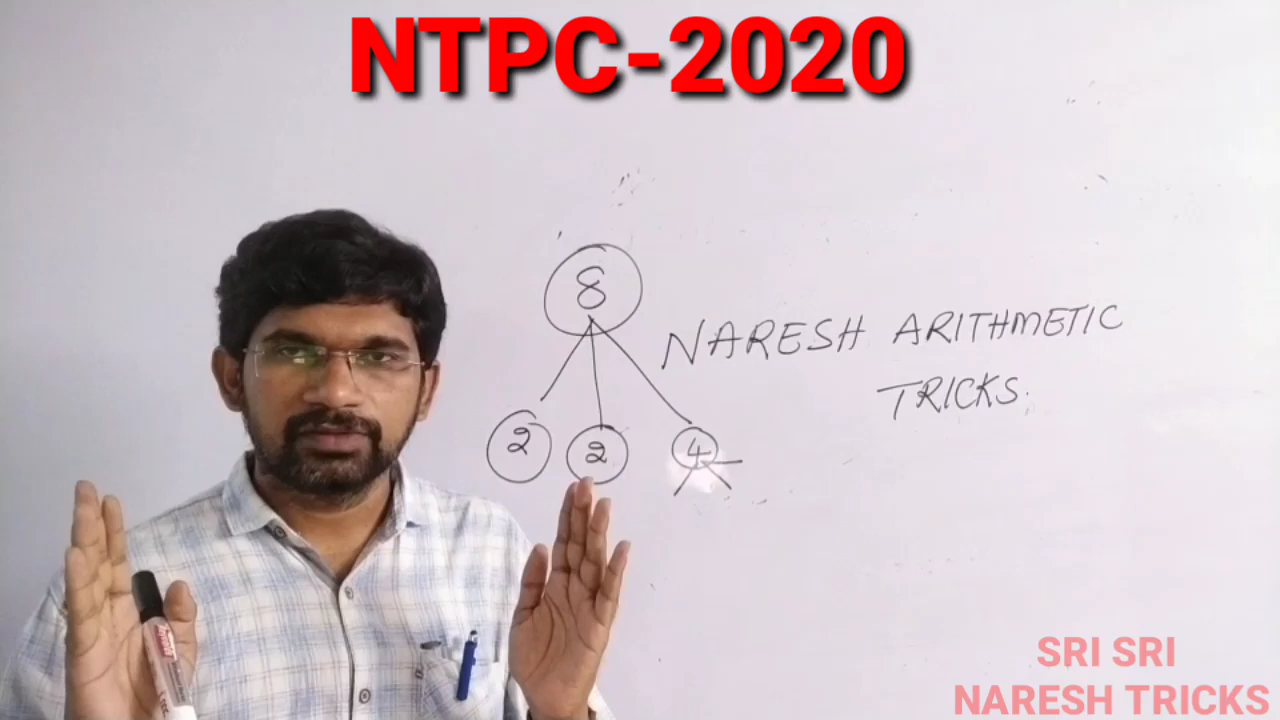 NTPC-2020
8
NARESH ARITHMETIC
TRICKS.
2 2 4
SRI SRI
NARESH TRICKS